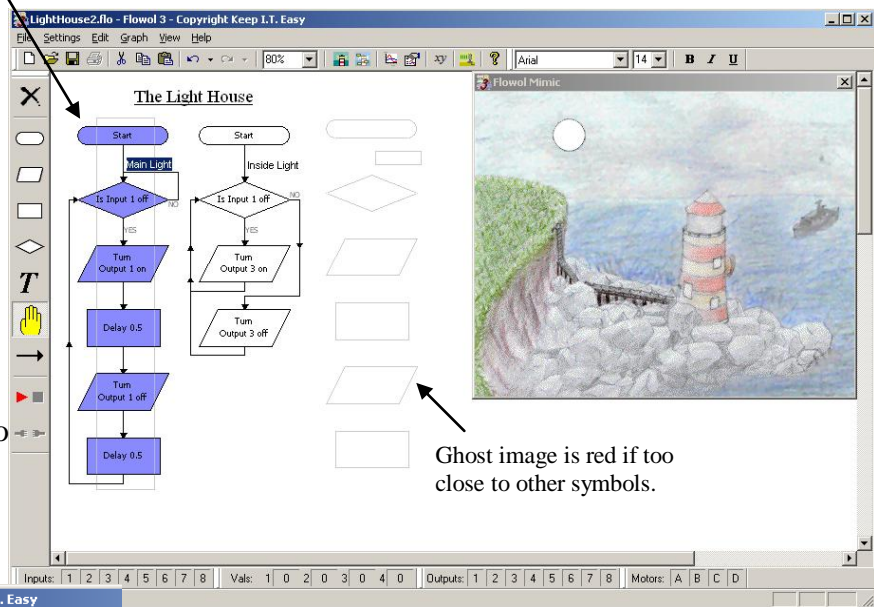 LightHouse2.flo - Flowol 3 - Copyright Keep I.T. Easy
File Settings Edit Graph View Help
80% xy ? Arial 14 B I U
Flowol Mimic
The Light House
Start
Main Light
Is Input 1 off
NO
YES
Turn
Output 1 on
Delay 0.5
Turn
Output 1 off
Delay 0.5
Start
Inside Light
Is Input 1 off
NO
YES
Turn
Output 3 on
Turn
Output 3 off
T
Ghost image is red if too
close to other symbols.
Inputs: 1 2 3 4 5 6 7 8 Vals: 1 0 2 0 3 0 4 0 Outputs: 1 2 3 4 5 6 7 8 Motors: A B C D
. Easy